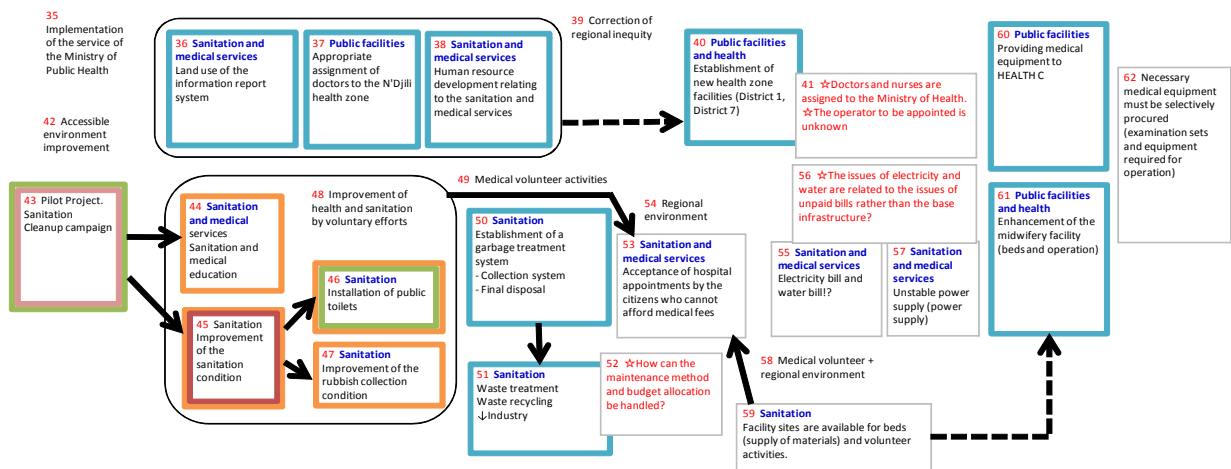 35
Implementation
of the service of
the Ministry of
Public Health
36 Sanitation and
medical services
Land use of the
information report
system
37 Public facilities
Appropriate
assignment of
doctors to the N'Djili
health zone
38 Sanitation and
medical services
Human resource
development relating
to the sanitation and
medical services
39 Correction of
regional inequity
40 Public facilities
and health
Establishment of
new health zone
facilities (District 1,
District 7)
41 ☆Doctors and nurses are
assigned to the Ministry of Health.
☆The operator to be appointed is
unknown
60 Public facilities
Providing medical
equipment to
HEALTH C
62 Necessary
medical equipment
must be selectively
procured
(examination sets
and equipment
required for
operation)
42 Accessible
environment
improvement
43 Pilot Project.
Sanitation
Cleanup campaign
44 Sanitation
and medical
services
Sanitation and
medical
education
45 Sanitation
Improvement
of the
sanitation
condition
48 Improvement of
health and sanitation
by voluntary efforts
46 Sanitation
Installation of public
toilets
47 Sanitation
Improvement of the
rubbish collection
condition
49 Medical volunteer activities
50 Sanitation
Establishment of a
garbage treatment
system
- Collection system
- Final disposal
51 Sanitation
Waste treatment
Waste recycling
↓Industry
52 ☆How can the
maintenance method
and budget allocation
be handled?
54 Regional
environment
53 Sanitation and
medical services
Acceptance of hospital
appointments by the
citizens who cannot
afford medical fees
56 ☆The issues of electricity and
water are related to the issues of
unpaid bills rather than the base
infrastructure?
55 Sanitation and
medical services
Electricity bill and
water bill!?
57 Sanitation
and medical
services
Unstable power
supply (power
supply)
58 Medical volunteer +
regional environment
59 Sanitation
Facility sites are available for beds
(supply of materials) and volunteer
activities.
61 Public facilities
and health
Enhancement of the
midwifery facility
(beds and operation)